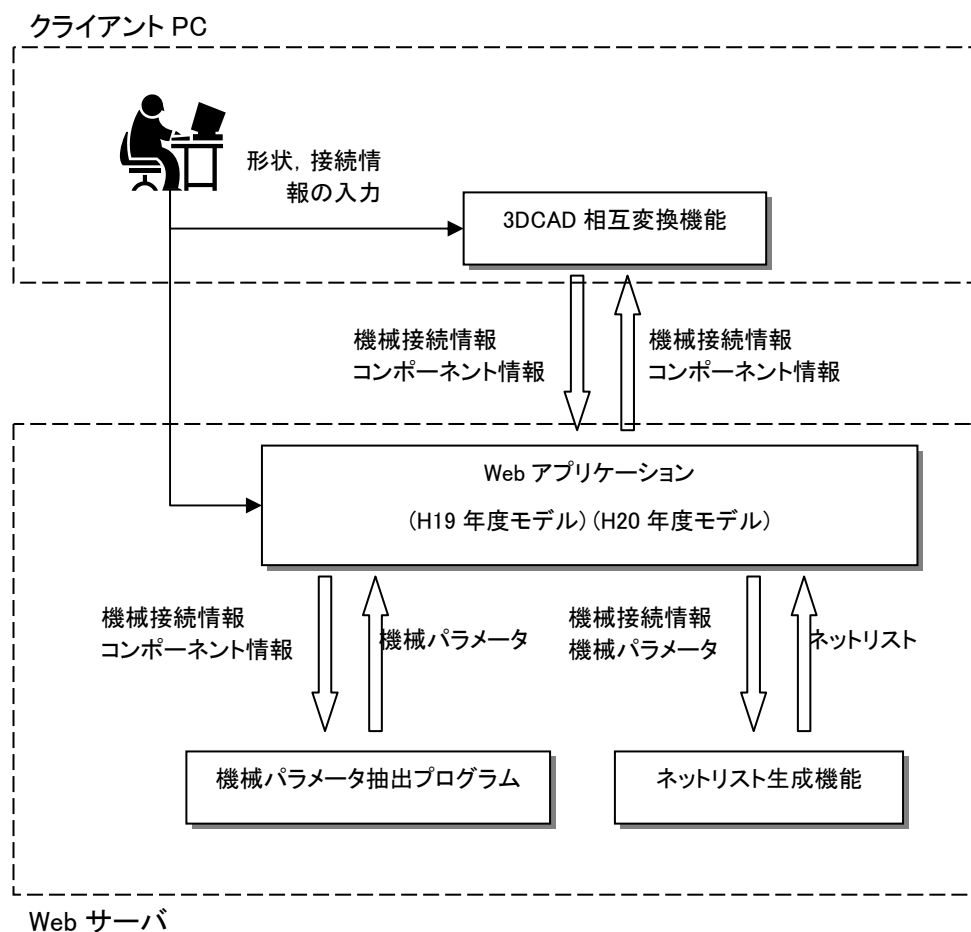 クライアント PC
形状, 接続情
報の入力
3DCAD 相互変換機能
機械接続情報
コンポーネント情報
機械接続情報
コンポーネント情報
Web アプリケーション
(H19 年度モデル)(H20 年度モデル)
機械接続情報
コンポーネント情報
機械パラメータ
機械接続情報
機械パラメータ
ネットリスト
機械パラメータ抽出プログラム
ネットリスト生成機能
Web サーバ